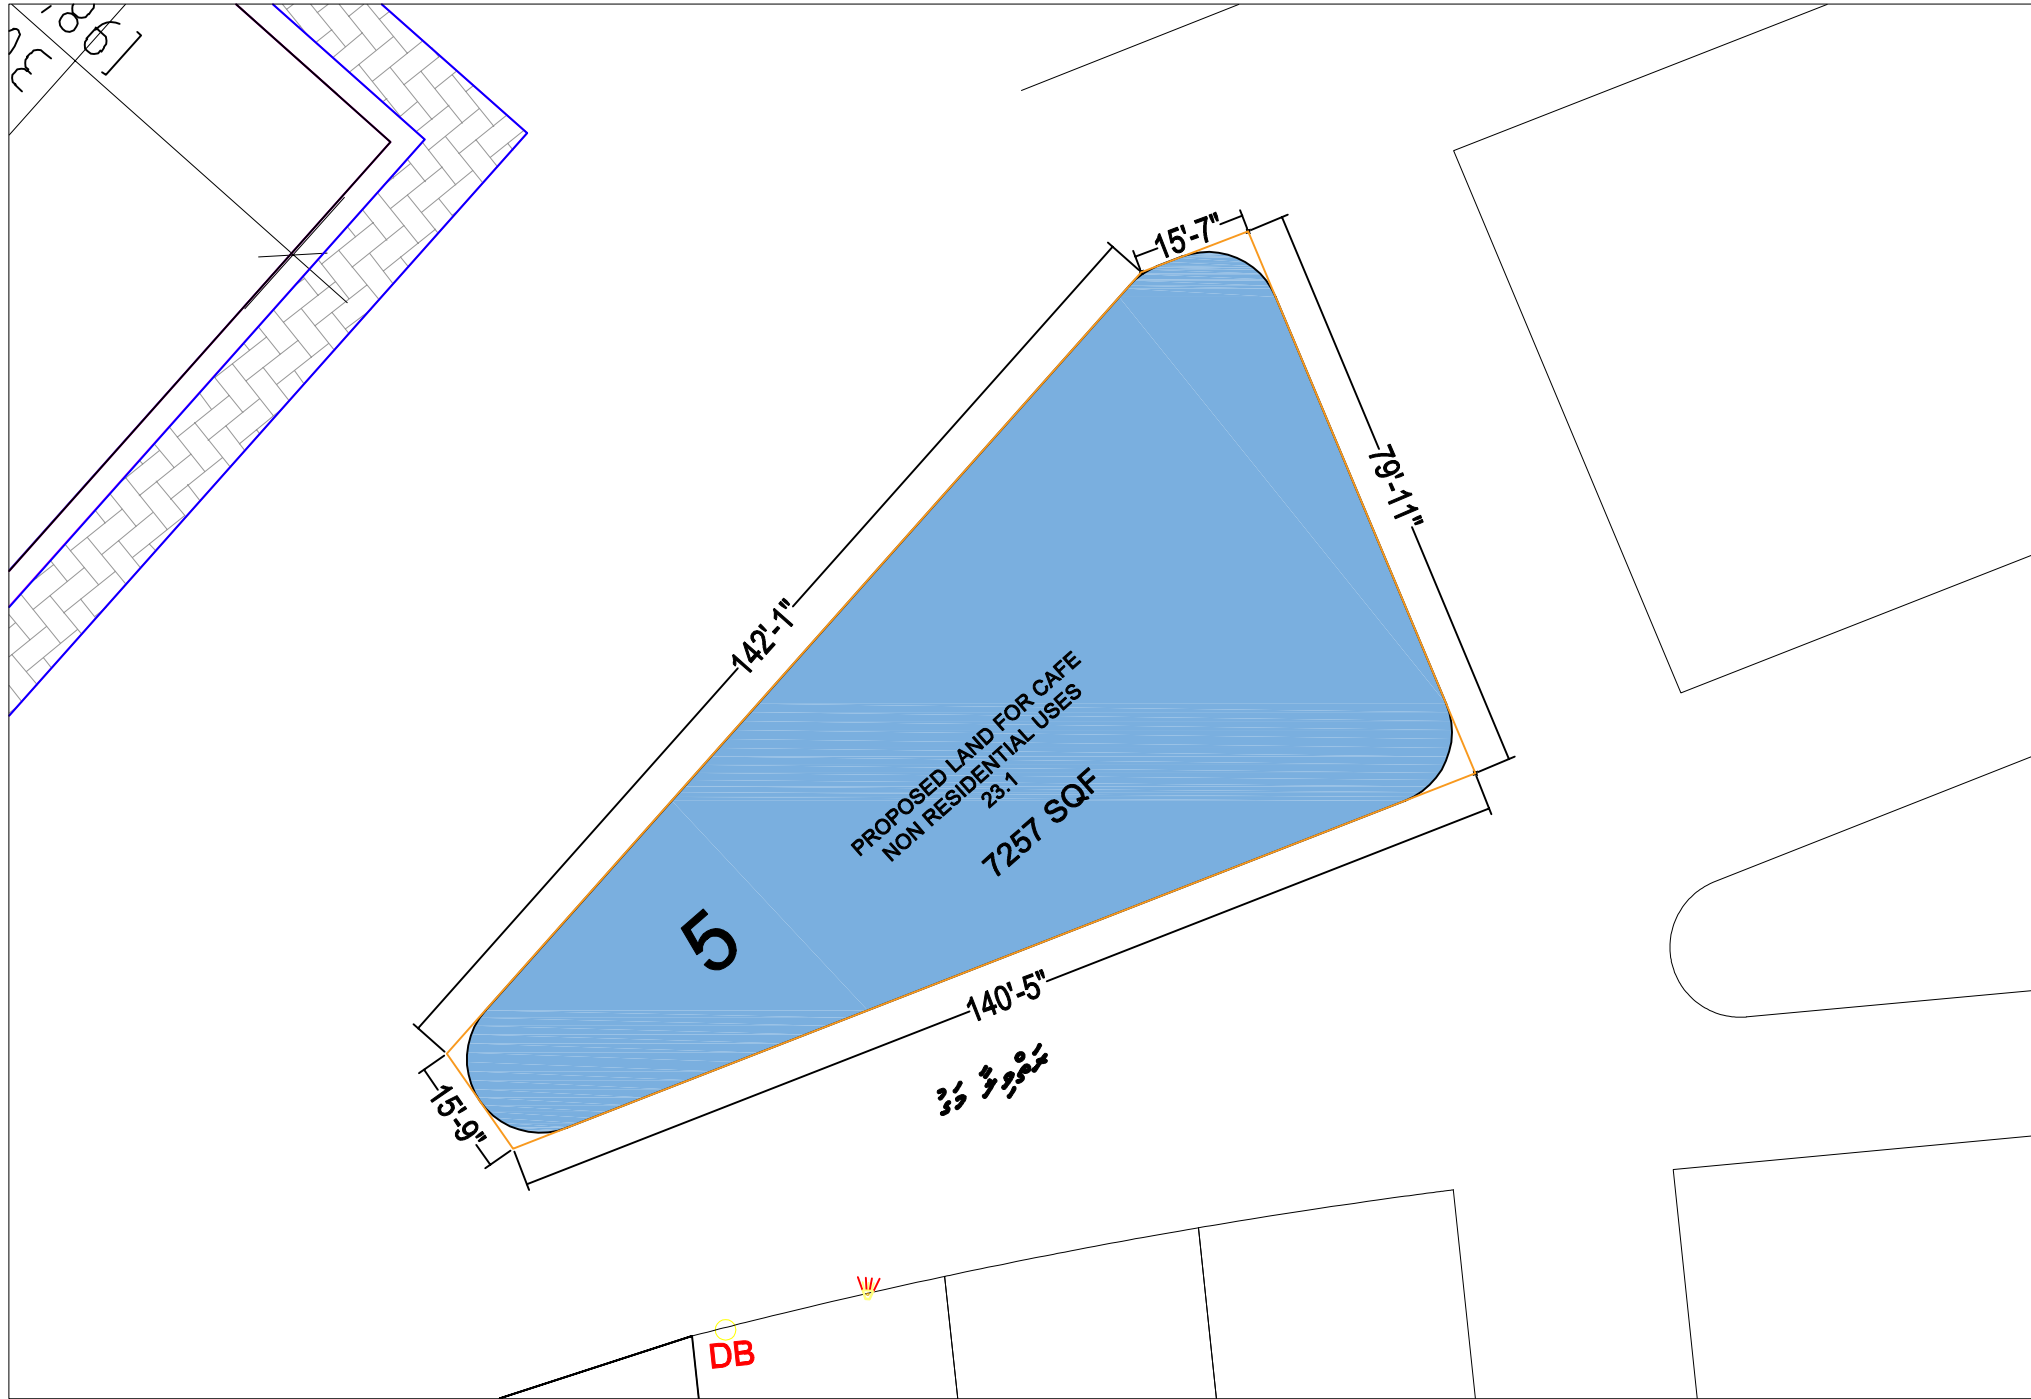 15'-7"
79'-11"
142'-1"
PROPOSED LAND FOR CAFE
NON RESIDENTIAL USES
23.1
7257 SQF
5
140'-5"
15'-9"
DB